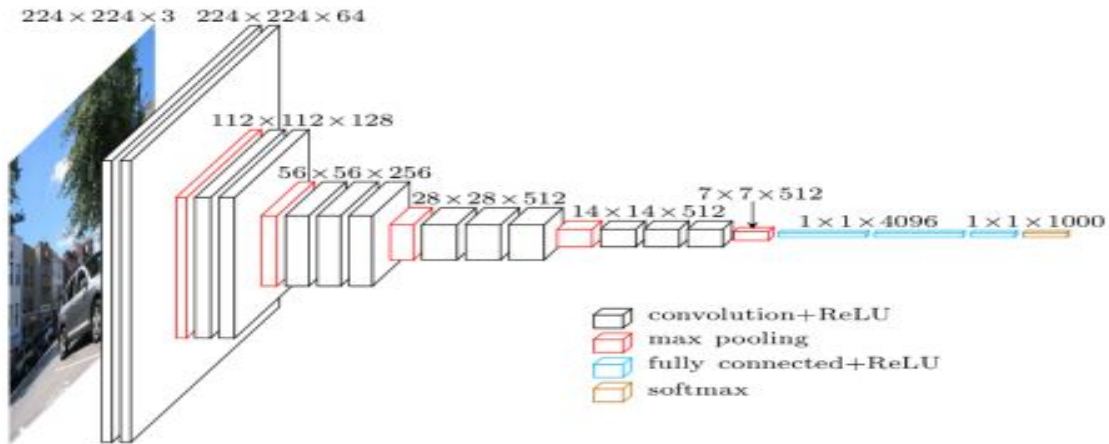 224 × 224 × 3
224 × 224 × 64
112 × 112 × 128
56 × 56 × 256
28 × 28 × 512
14 × 14 × 512
7 × 7 × 512
1 × 1 × 4096
1 × 1 × 1000
convolution+ReLU
max pooling
fully connected+ReLU
softmax